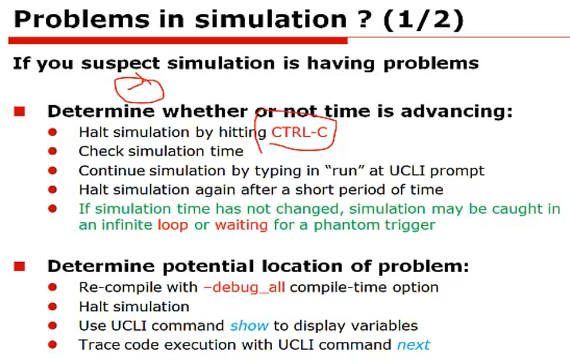 Problems in simulation ? (1/2)
If you suspect simulation is having problems
Determine whether or not time is advancing:
Halt simulation by hitting CTRL-C
Check simulation time
Continue simulation by typing in “run” at UCLI prompt
Halt simulation again after a short period of time
If simulation time has not changed, simulation may be caught in
an infinite loop or waiting for a phantom trigger
Determine potential location of problem:
Re-compile with –debug_all compile-time option
Halt simulation
Use UCLI command show to display variables
Trace code execution with UCLI command next